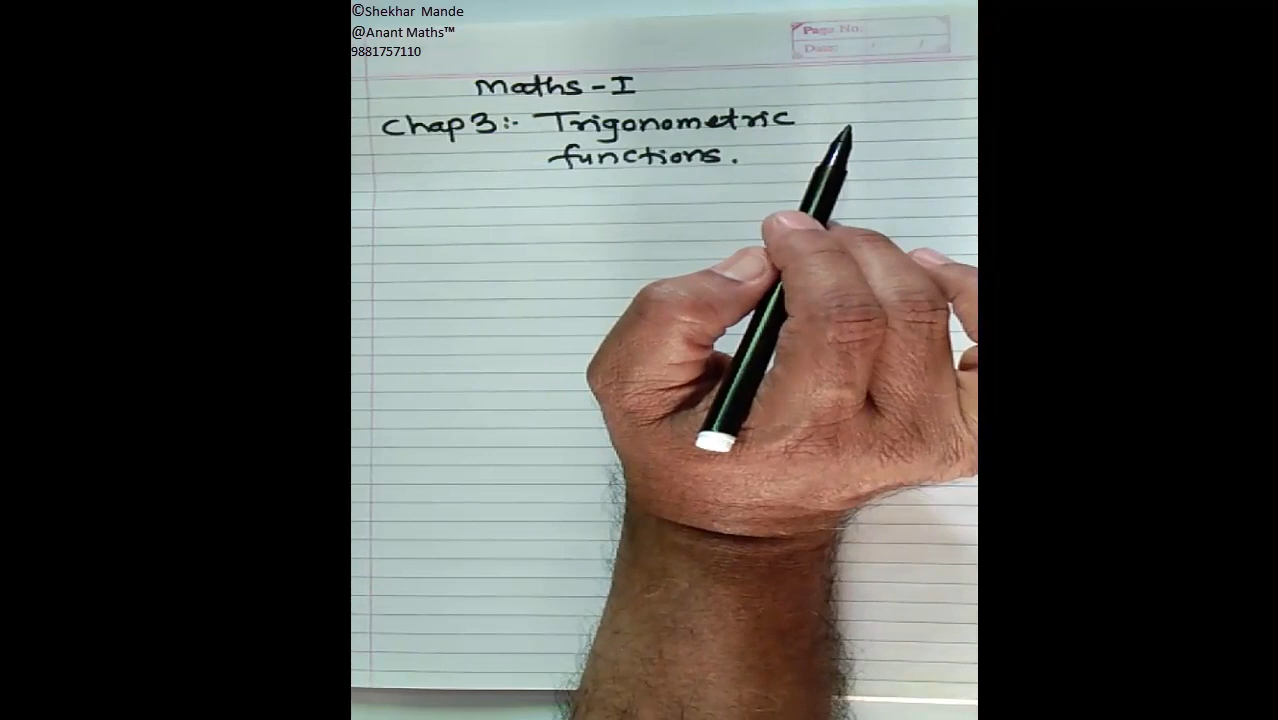 ©Shekhar Mande
@Anant Maths™
9881757110
Page No.
Date: / /
Maths - I
Chap 3:- Trigonometric
functions.